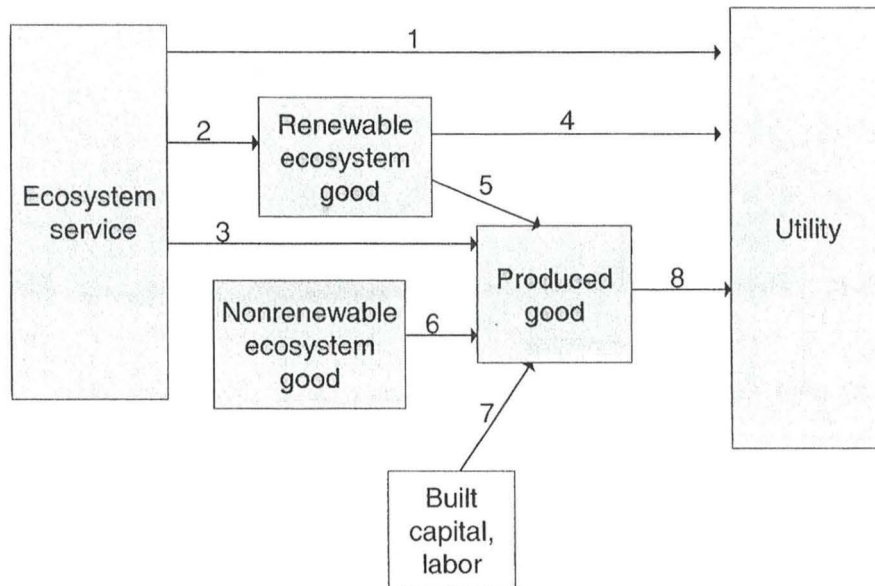 1
2
Renewable
ecosystem
good
4
5
Ecosystem
service
3
Produced
good
8
Utility
Nonrenewable
ecosystem
good
6
7
Built
capital,
labor